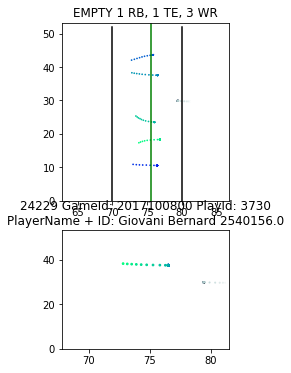 EMPTY 1 RB, 1 TE, 3 WR
50
40
30
20
10
0
65 70 75 80 85
24229 GameId: 2017100800 PlayId: 3730
PlayerName + ID: Giovani Bernard 2540156.0
40
20
0
70 75 80